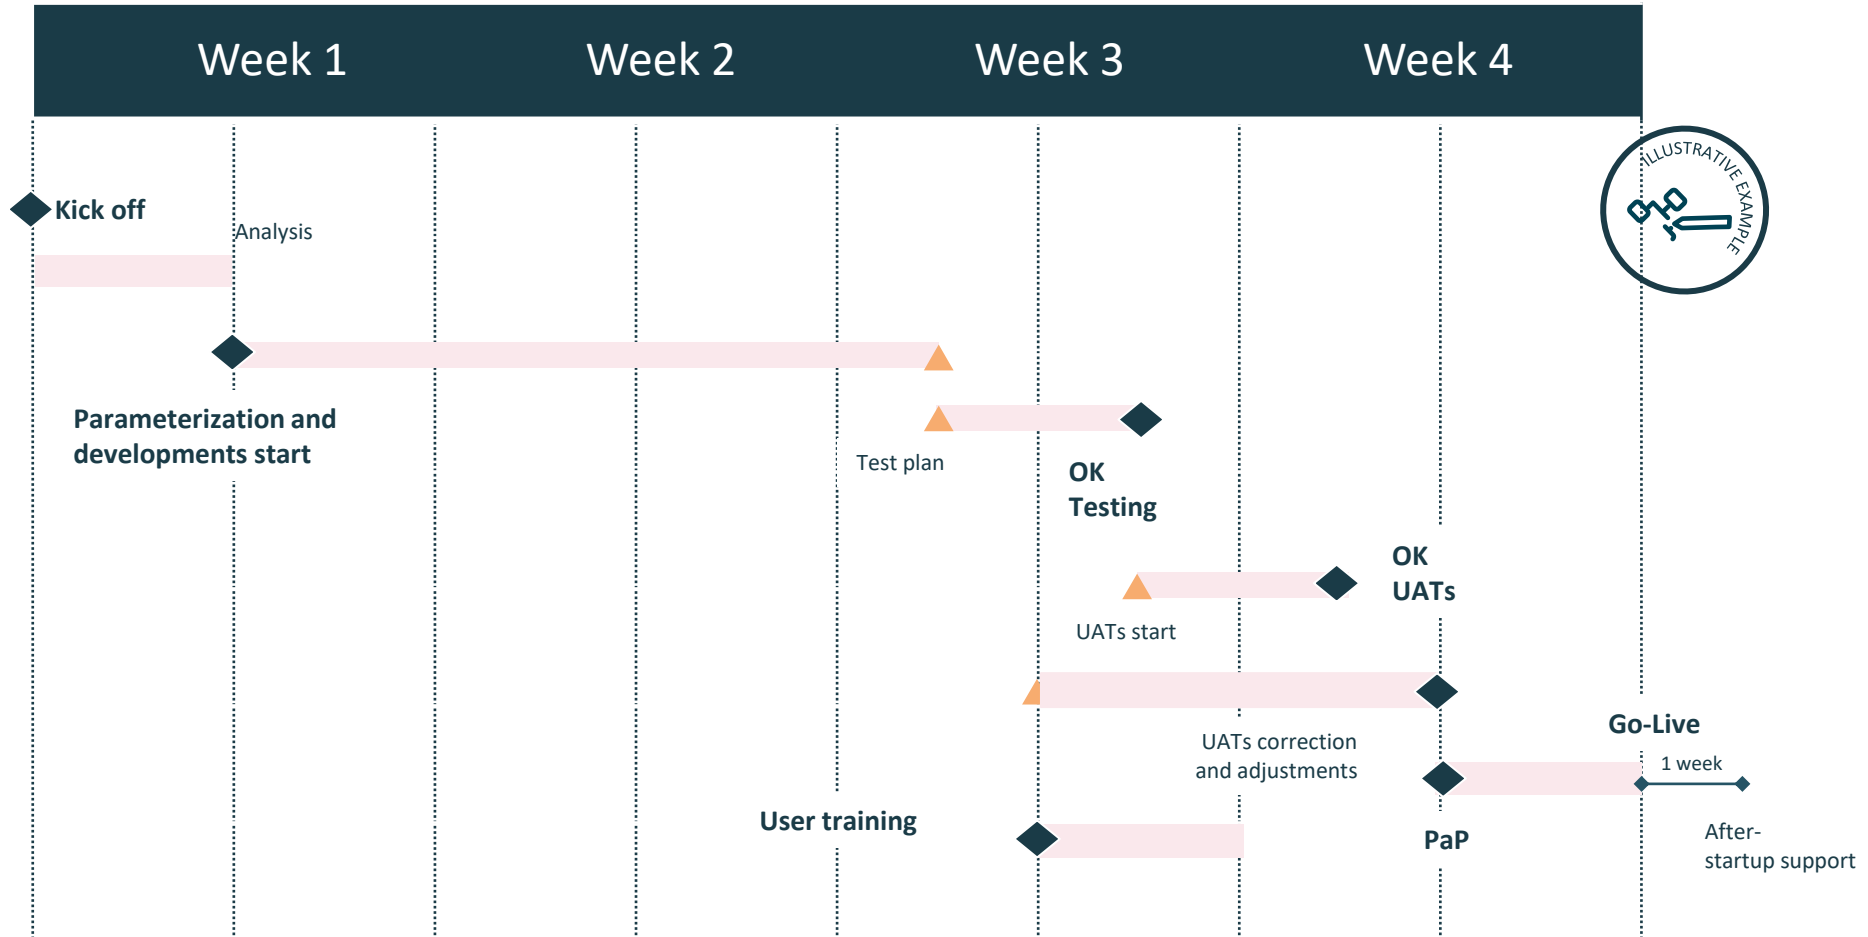 Week 1
Week 2
Week 3
Week 4
ILLUSTRATIVE EXAMPLE
Kick off
Analysis
Parameterization and
developments start
Test plan
OK
Testing
OK
UATs
UATs start
UATs correction
and adjustments
Go-Live
1 week
User training
PaP
After-
startup support